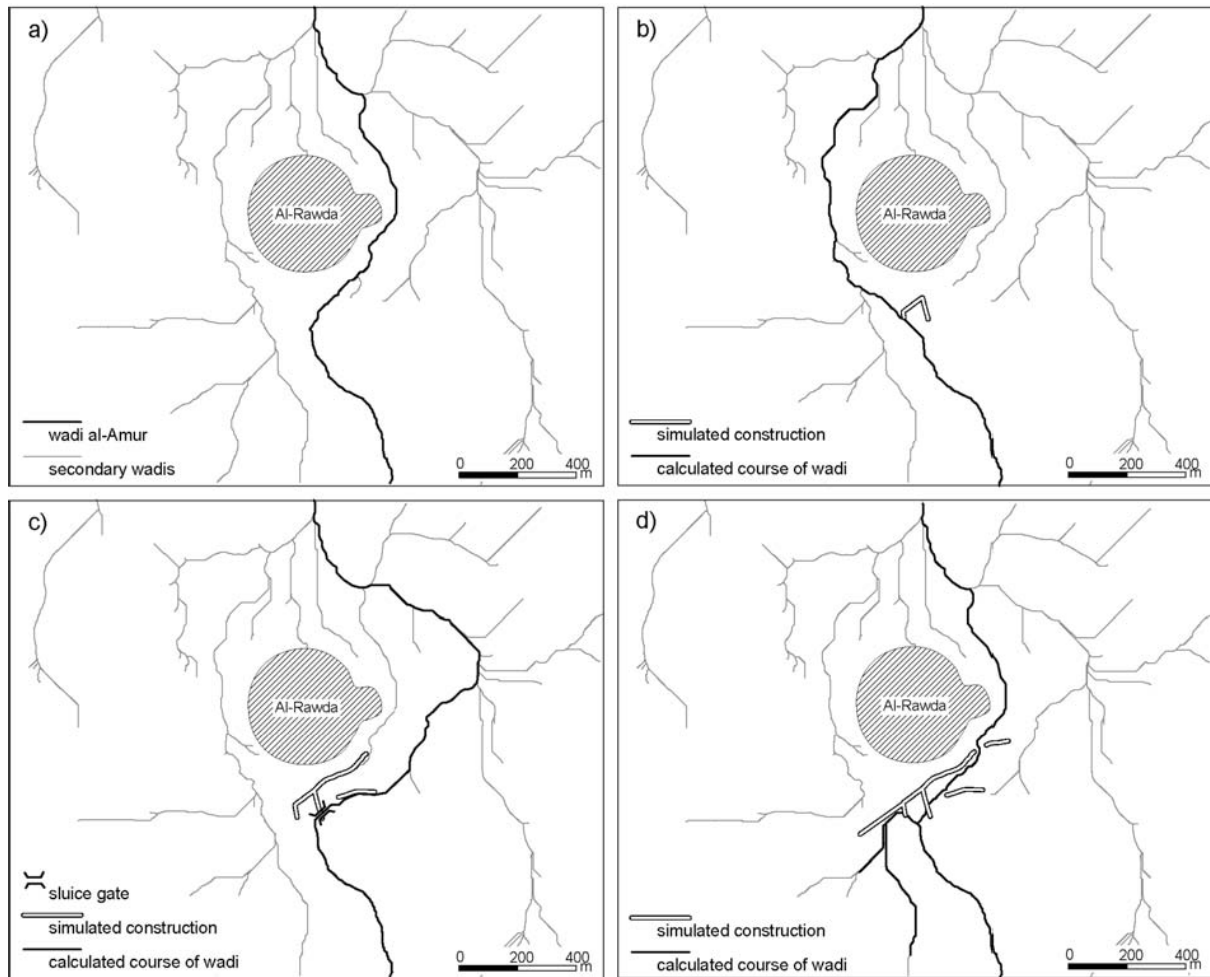 a)
Al-Rawda
wadi al-Amur
secondary wadis
0 200 400
m
b)
Al-Rawda
simulated construction
calculated course of wadi
0 200 400
m
c)
Al-Rawda
sluice gate
simulated construction
calculated course of wadi
0 200 400
m
d)
Al-Rawda
simulated construction
calculated course of wadi
0 200 400
m